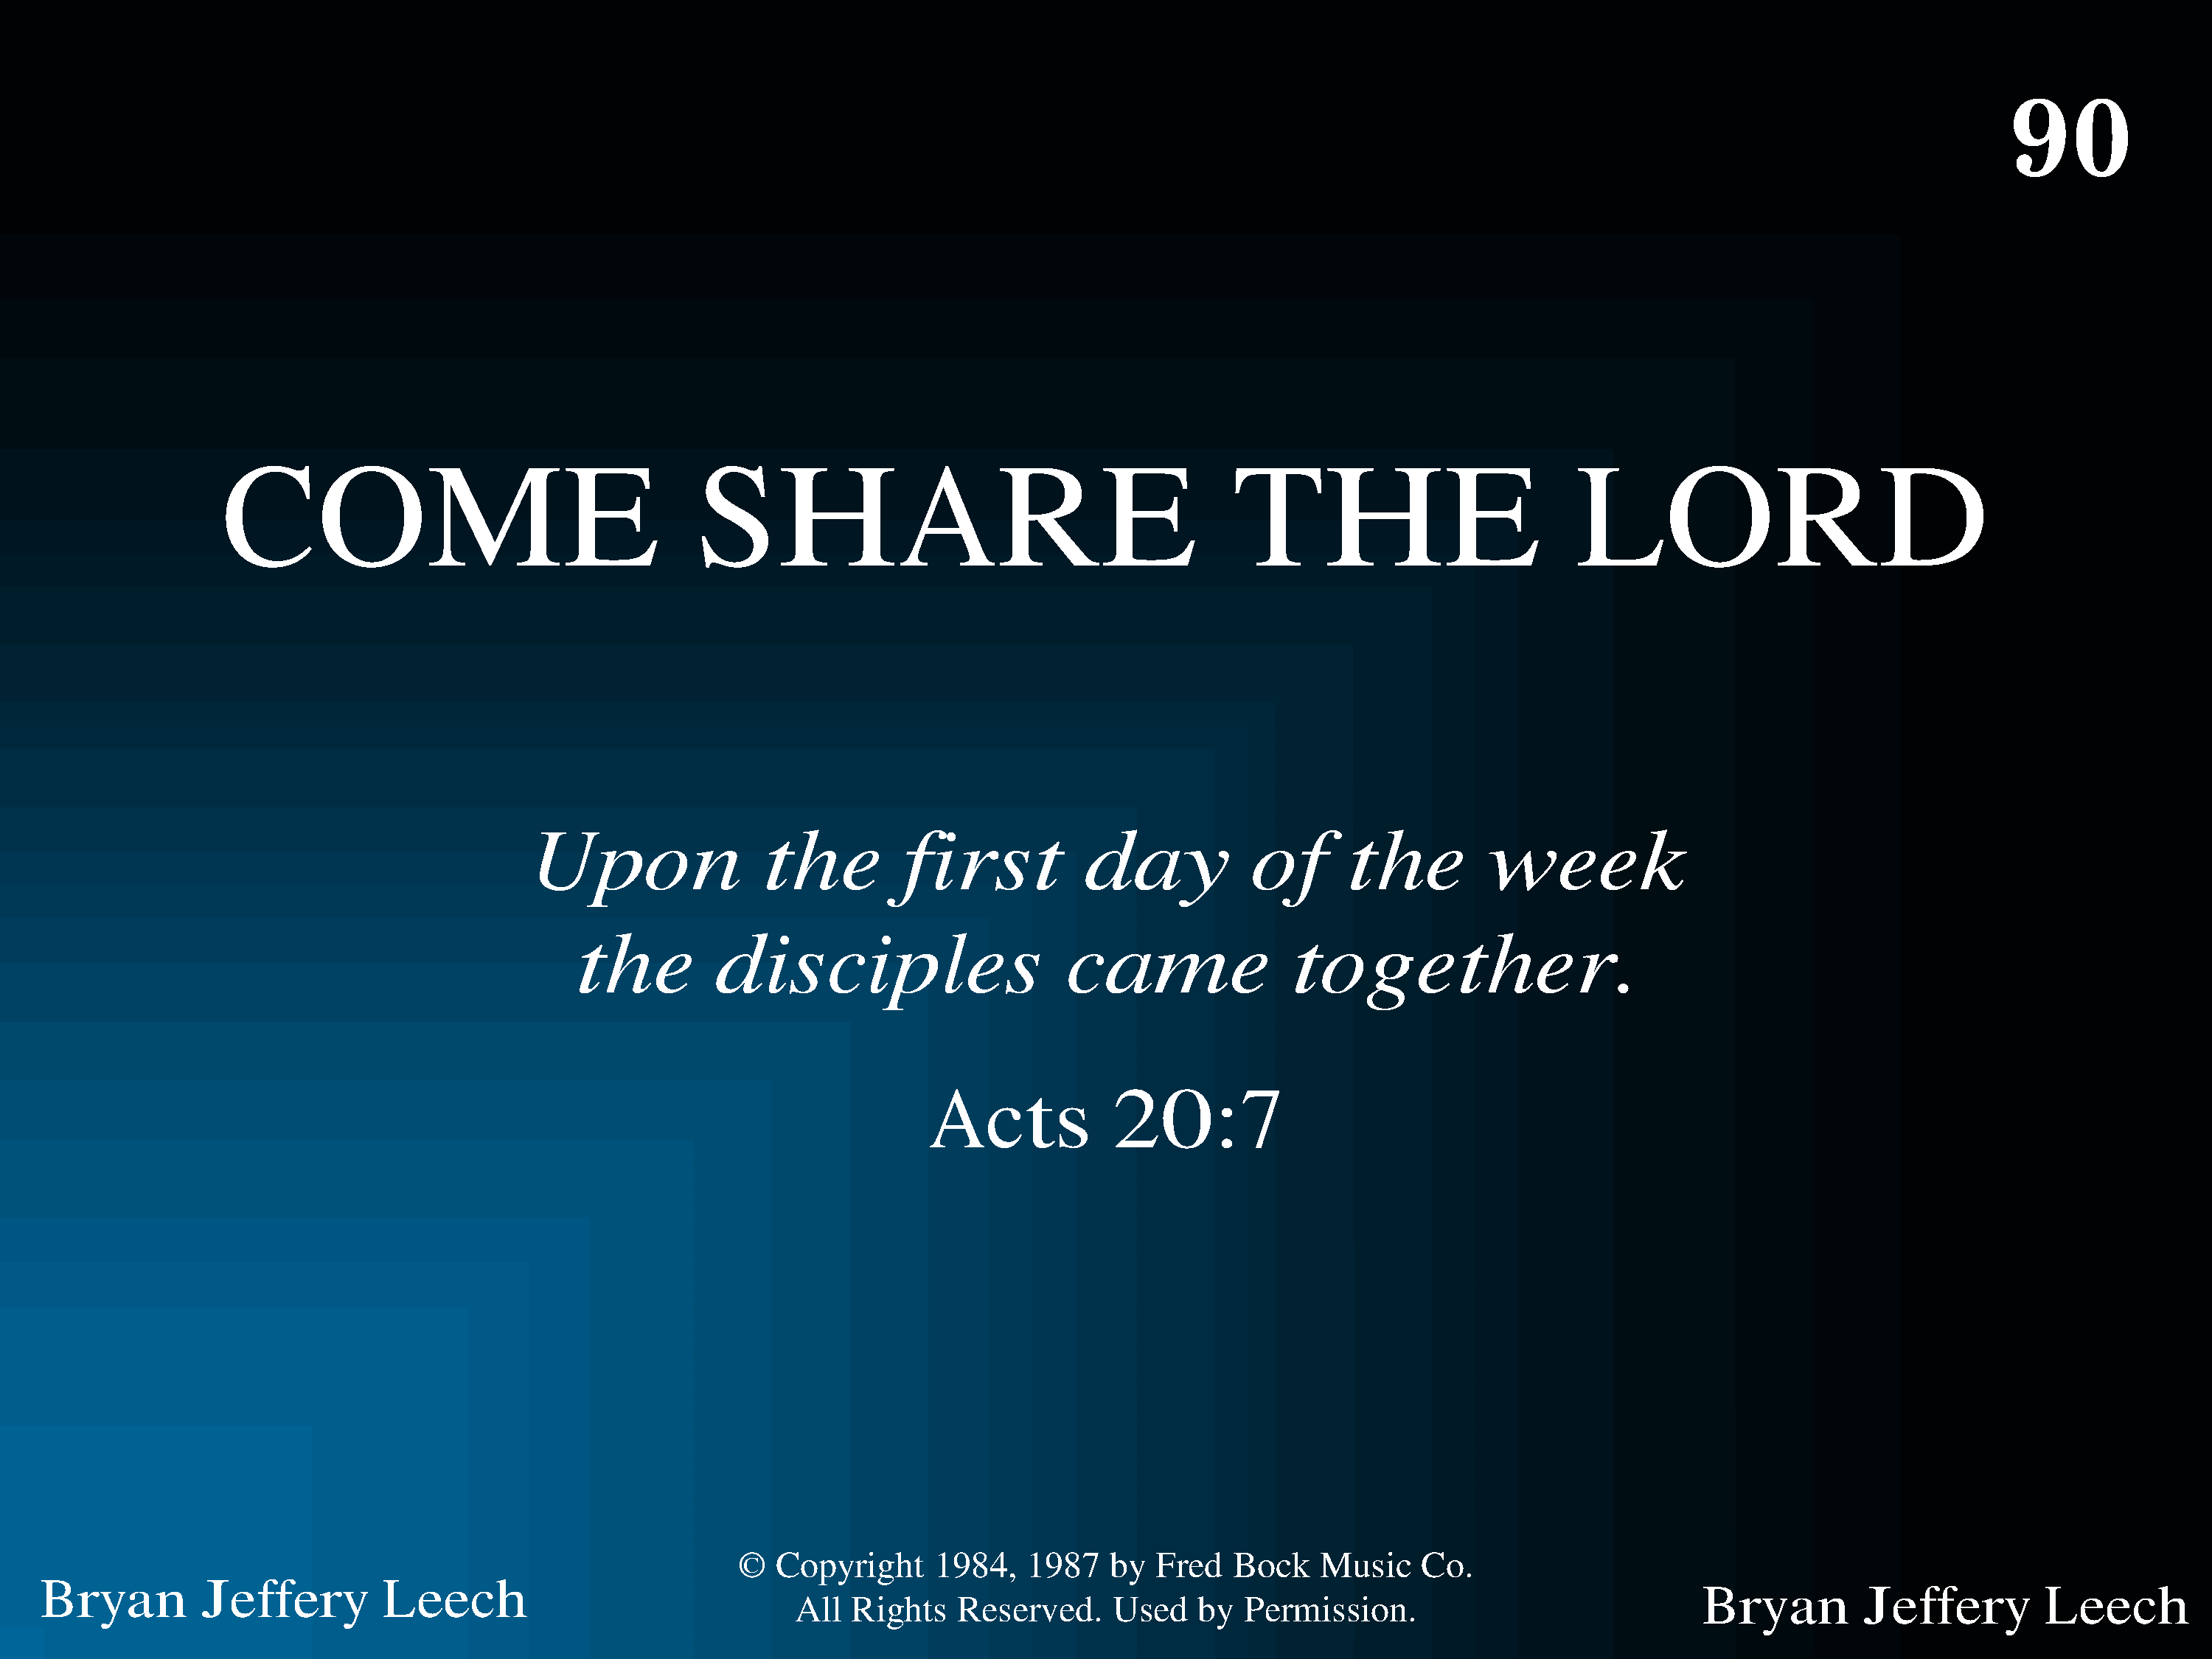 90
COME SHARE THE LORD
Upon the first day of the week
the disciples came together.
Acts 20:7
© Copyright 1984, 1987 by Fred Bock Music Co.
All Rights Reserved. Used by Permission.
Bryan Jeffery Leech
Bryan Jeffery Leech